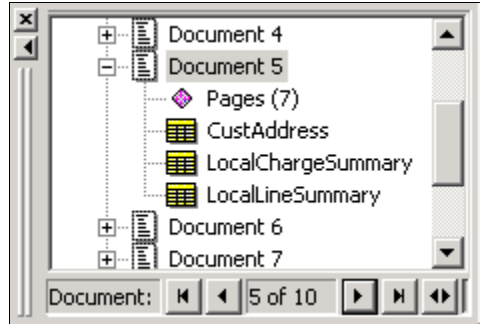 Document 4
Document 5
Pages (7)
CustAddress
LocalChargeSummary
LocalLineSummary
Document 6
Document 7
Document: 5 of 10